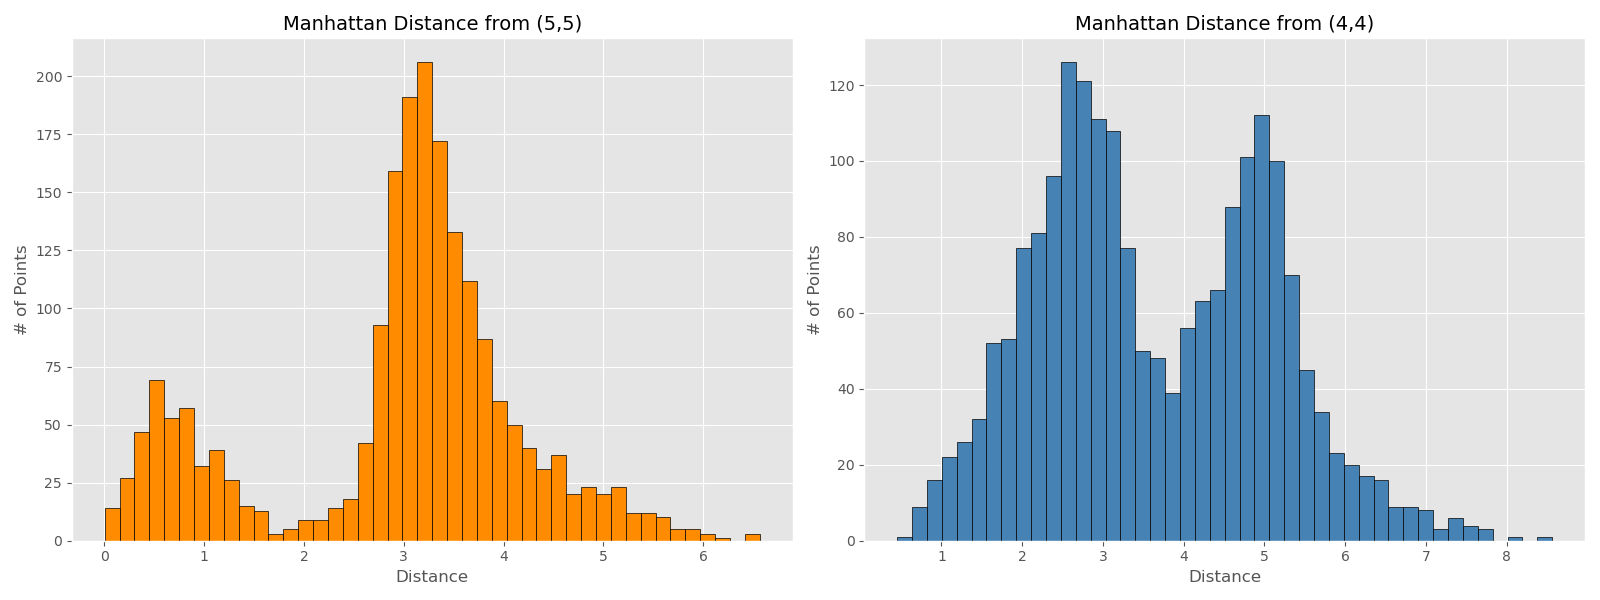 Manhattan Distance from (5,5)
# of Points
200
175
150
125
100
75
50
25
0
0 1 2 3 4 5 6
Distance
Manhattan Distance from (4,4)
# of Points
120
100
80
60
40
20
0
1 2 3 4 5 6 7 8
Distance